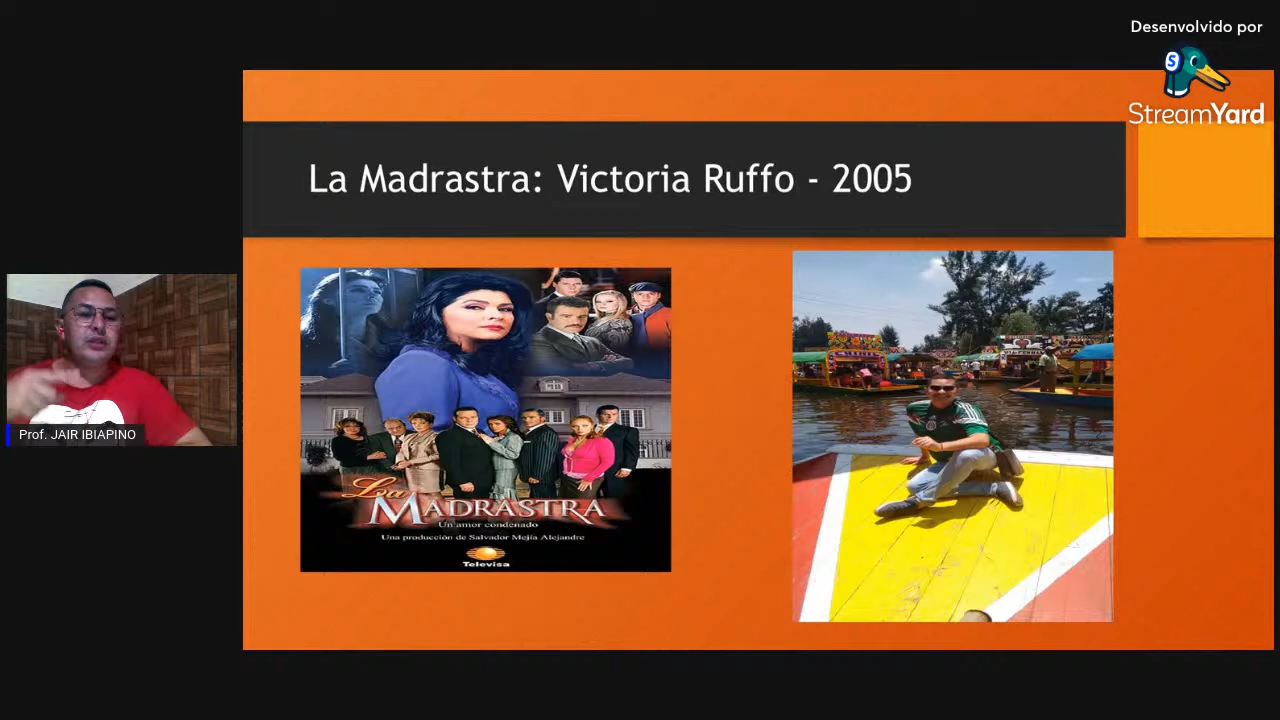 Desenvolvido por
StreamYard
La Madrastra: Victoria Ruffo - 2005
La
MADRASTRA
Un amor condenado
Una producción de Salvador Mejía Alejandre
Televisa
Prof. JAIR IBIAPINO